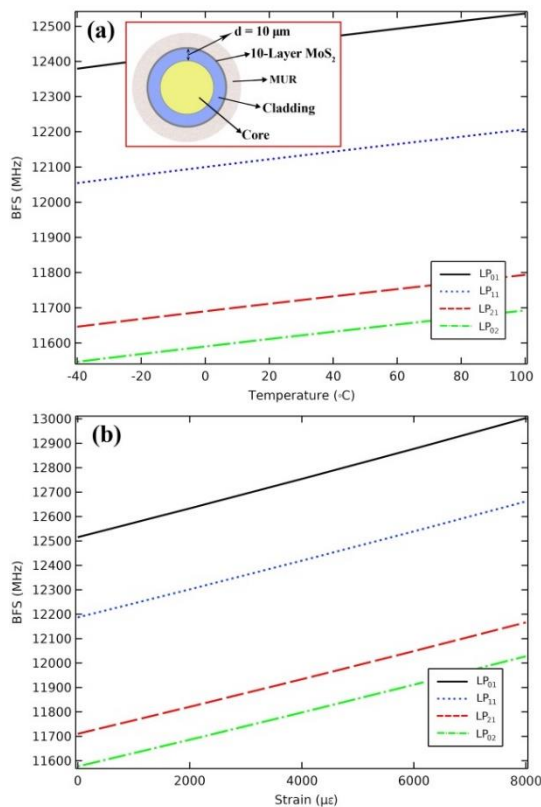 (a)
d = 10 μm
10-Layer MoS₂
MUR
Cladding
Core
BFS (MHz)
12500
12400
12300
12200
12100
12000
11900
11800
11700
11600
LP₀₁
LP₁₁
LP₂₁
LP₀₂
-40
-20
0
20
40
60
80
100
Temperature (◦C)
(b)
BFS (MHz)
13000
12900
12800
12700
12600
12500
12400
12300
12200
12100
12000
11900
11800
11700
11600
LP₀₁
LP₁₁
LP₂₁
LP₀₂
0
2000
4000
6000
8000
Strain (με)